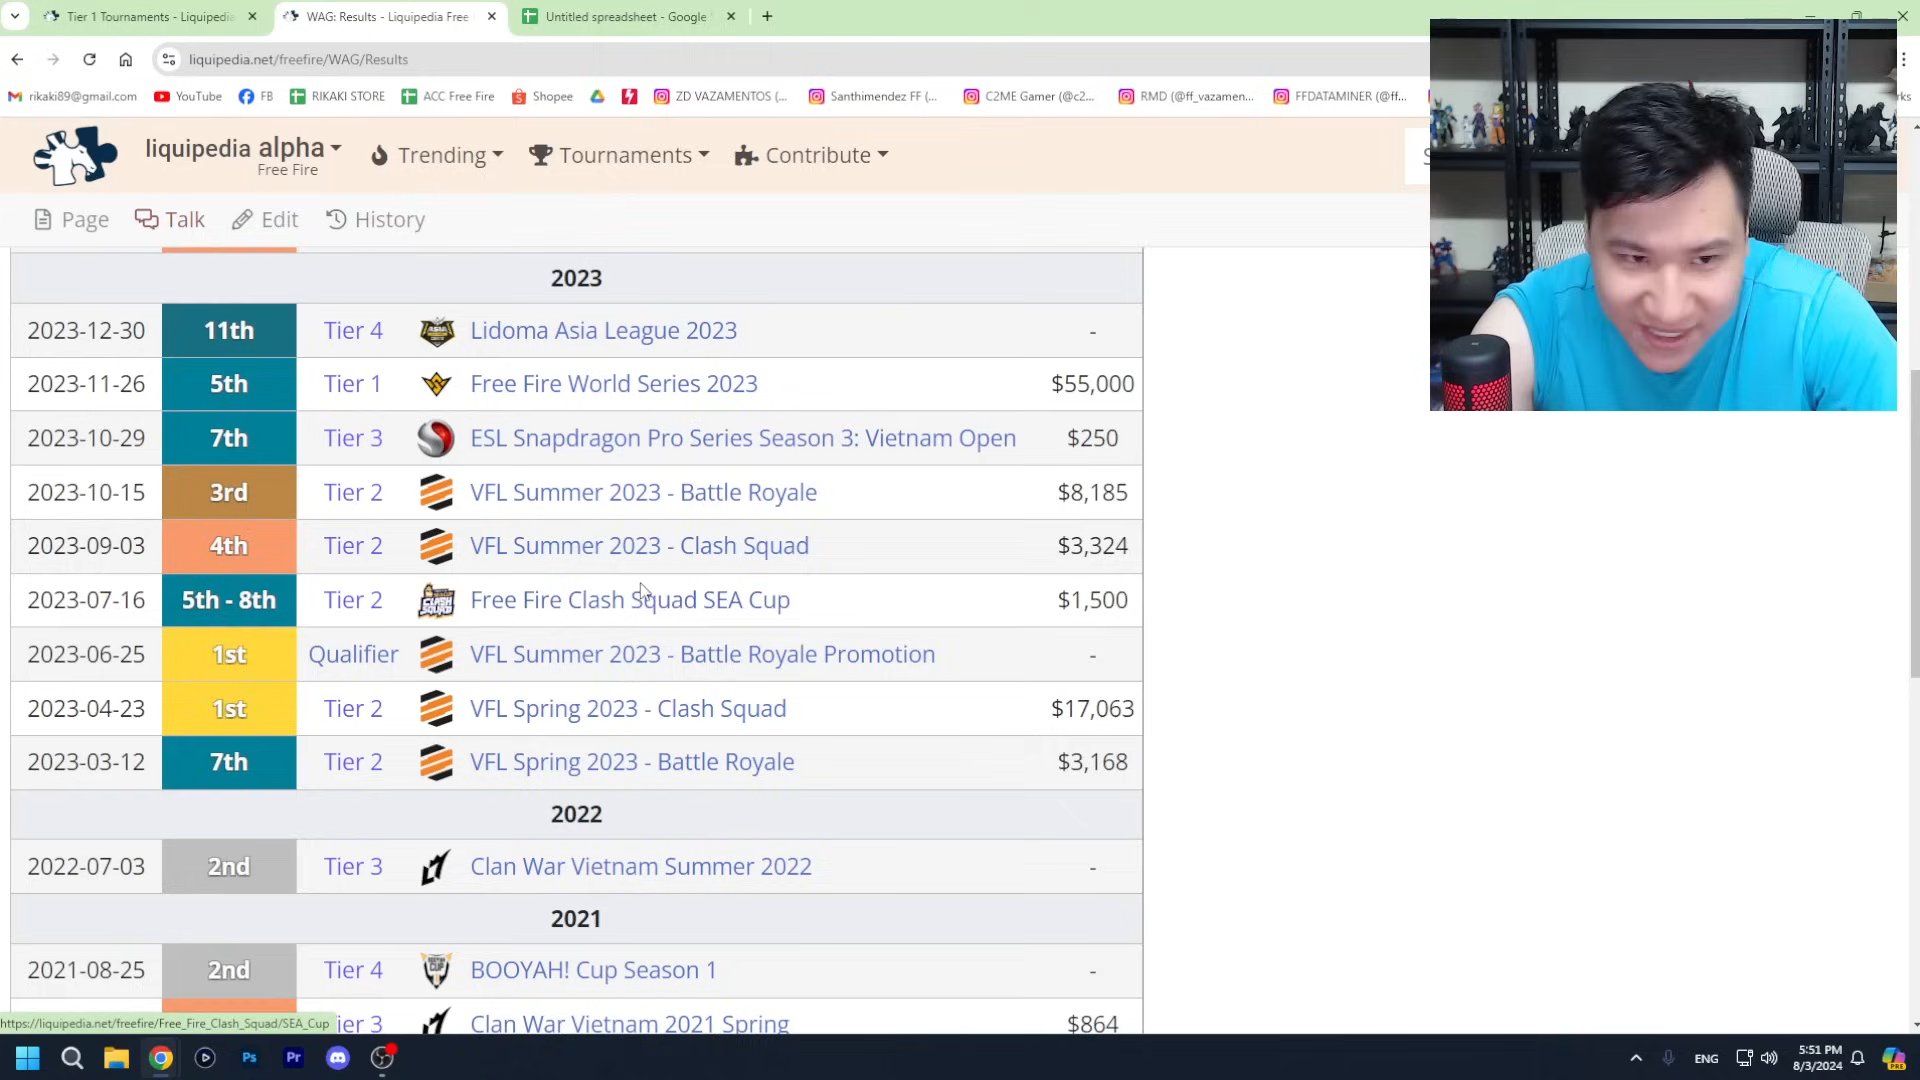 Tier 1 Tournaments - Liquipedia
WAG: Results - Liquipedia Free
Untitled spreadsheet - Google
liquipedia.net/freefire/WAG/Results
rikaki89@gmail.com
YouTube
FB
RIKAKI STORE
ACC Free Fire
Shopee
ZD VAZAMENTOS (...
Santhimendez FF (...
C2ME Gamer (@c2...
RMD (@ff_vazamen...
FFDATAMINER (@ff...
liquipedia alpha
Free Fire
Trending
Tournaments
Contribute
Page
Talk
Edit
History
2023
2023-12-30 11th Tier 4 Lidoma Asia League 2023 -
2023-11-26 5th Tier 1 Free Fire World Series 2023 $55,000
2023-10-29 7th Tier 3 ESL Snapdragon Pro Series Season 3: Vietnam Open $250
2023-10-15 3rd Tier 2 VFL Summer 2023 - Battle Royale $8,185
2023-09-03 4th Tier 2 VFL Summer 2023 - Clash Squad $3,324
2023-07-16 5th - 8th Tier 2 Free Fire Clash Squad SEA Cup $1,500
2023-06-25 1st Qualifier VFL Summer 2023 - Battle Royale Promotion -
2023-04-23 1st Tier 2 VFL Spring 2023 - Clash Squad $17,063
2023-03-12 7th Tier 2 VFL Spring 2023 - Battle Royale $3,168
2022
2022-07-03 2nd Tier 3 Clan War Vietnam Summer 2022 -
2021
2021-08-25 2nd Tier 4 BOOYAH! Cup Season 1 -
ier 3 Clan War Vietnam 2021 Spring $864
https://liquipedia.net/freefire/Free_Fire_Clash_Squad/SEA_Cup
Ps
Pr
ENG
5:51 PM
8/3/2024